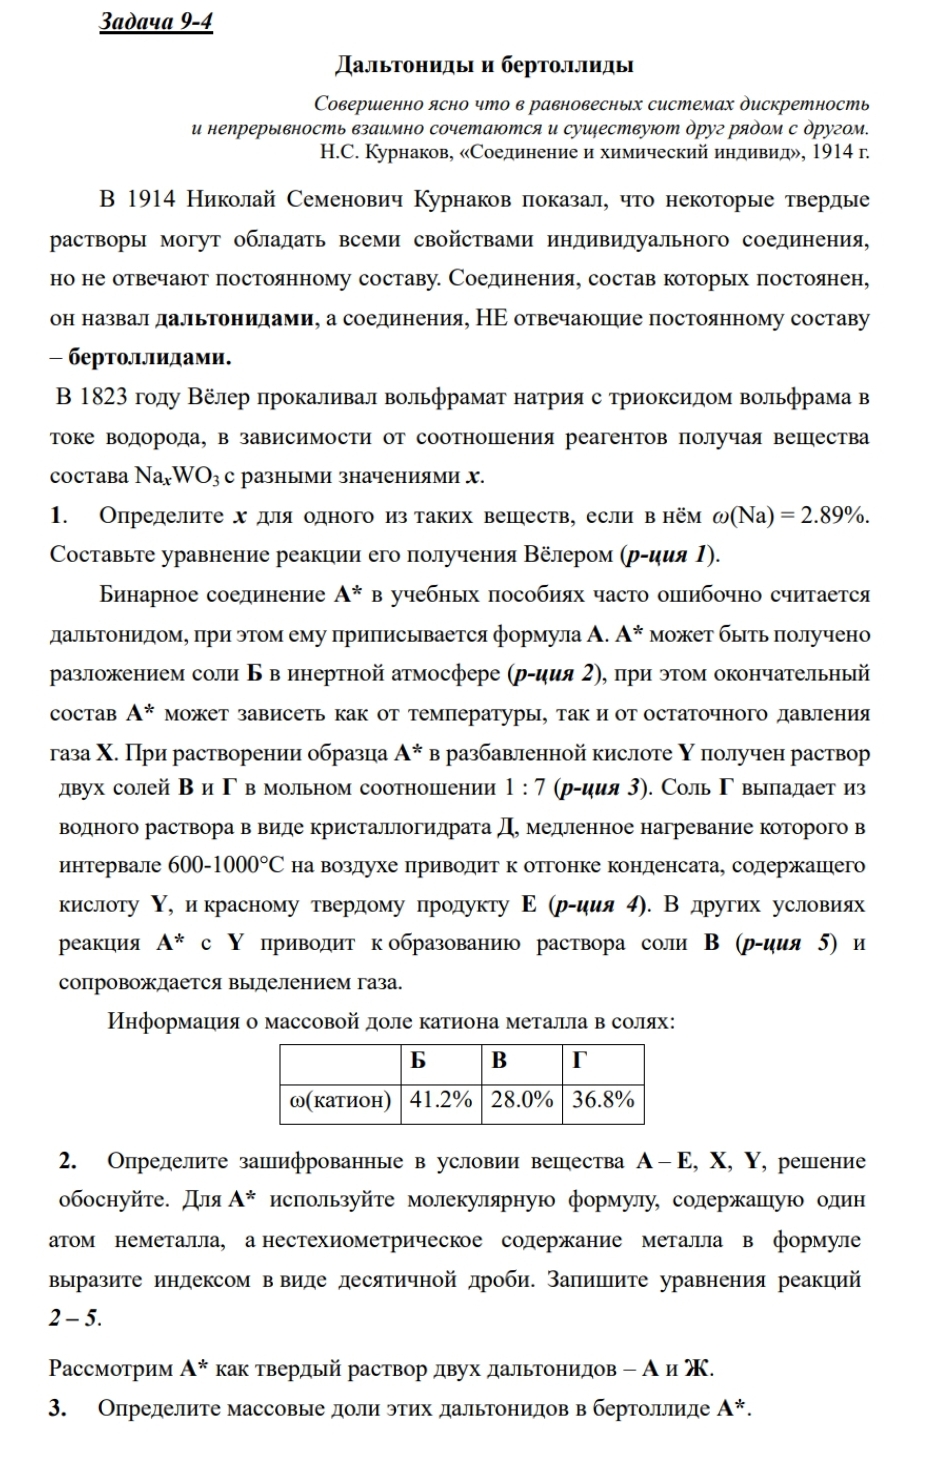 Задача 9-4
Дальтониды и бертоллиды
Совершенно ясно что в равновесных системах дискретность
и непрерывность взаимно сочетаются и существуют друг рядом с другом.
Н.С. Курнаков, «Соединение и химический индивид», 1914 г.
В 1914 Николай Семенович Курнаков показал, что некоторые твердые
растворы могут обладать всеми свойствами индивидуального соединения,
но не отвечают постоянному составу. Соединения, состав которых постоянен,
он назвал дальтонидами, а соединения, НЕ отвечающие постоянному составу
– бертоллидами.
В 1823 году Вёлер прокаливал вольфрамат натрия с триоксидом вольфрама в
токе водорода, в зависимости от соотношения реагентов получая вещества
состава NaₓWO₃ с разными значениями x.
1. Определите x для одного из таких веществ, если в нём ω(Na) = 2.89%.
Составьте уравнение реакции его получения Вёлером (р-ция 1).
Бинарное соединение А* в учебных пособиях часто ошибочно считается
дальтонидом, при этом ему приписывается формула А. А* может быть получено
разложением соли Б в инертной атмосфере (р-ция 2), при этом окончательный
состав А* может зависеть как от температуры, так и от остаточного давления
газа X. При растворении образца А* в разбавленной кислоте Y получен раствор
двух солей В и Г в мольном соотношении 1 : 7 (р-ция 3). Соль Г выпадает из
водного раствора в виде кристаллогидрата Д, медленное нагревание которого в
интервале 600-1000°С на воздухе приводит к отгонке конденсата, содержащего
кислоту Y, и красному твердому продукту Е (р-ция 4). В других условиях
реакция А* с Y приводит к образованию раствора соли В (р-ция 5) и
сопровождается выделением газа.
Информация о массовой доле катиона металла в солях:
Б В Г
ω(катион) 41.2% 28.0% 36.8%
2. Определите зашифрованные в условии вещества А – Е, X, Y, решение
обоснуйте. Для А* используйте молекулярную формулу, содержащую один
атом неметалла, а нестехиометрическое содержание металла в формуле
выразите индексом в виде десятичной дроби. Запишите уравнения реакций
2 – 5.
Рассмотрим А* как твердый раствор двух дальтонидов – А и Ж.
3. Определите массовые доли этих дальтонидов в бертоллиде А*.